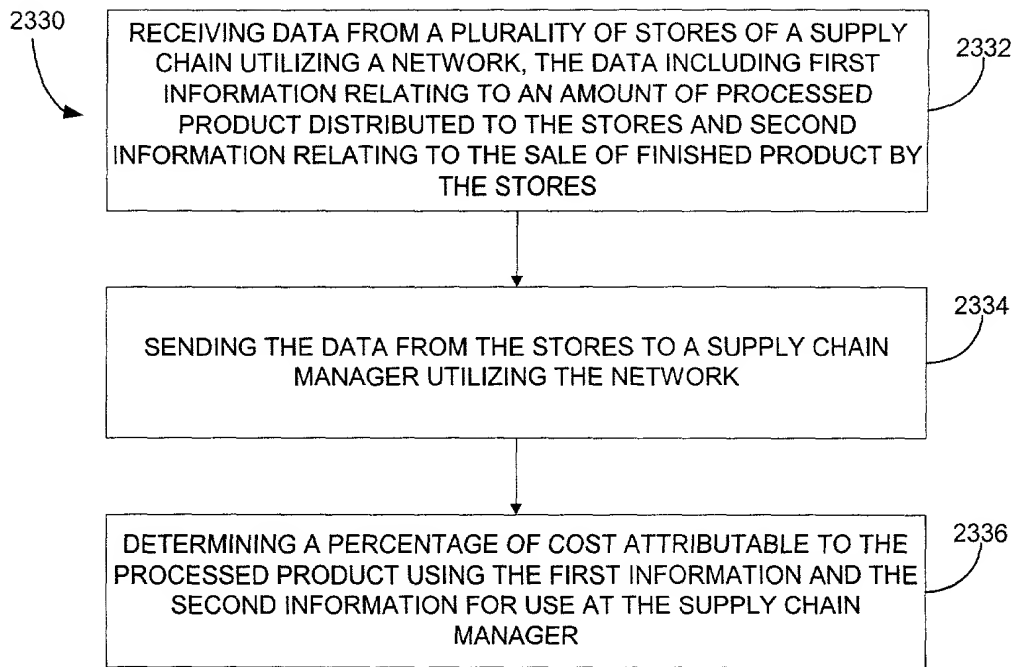 2330
RECEIVING DATA FROM A PLURALITY OF STORES OF A SUPPLY
CHAIN UTILIZING A NETWORK, THE DATA INCLUDING FIRST
INFORMATION RELATING TO AN AMOUNT OF PROCESSED
PRODUCT DISTRIBUTED TO THE STORES AND SECOND
INFORMATION RELATING TO THE SALE OF FINISHED PRODUCT BY
THE STORES
2332
SENDING THE DATA FROM THE STORES TO A SUPPLY CHAIN
MANAGER UTILIZING THE NETWORK
2334
DETERMINING A PERCENTAGE OF COST ATTRIBUTABLE TO THE
PROCESSED PRODUCT USING THE FIRST INFORMATION AND THE
SECOND INFORMATION FOR USE AT THE SUPPLY CHAIN
MANAGER
2336